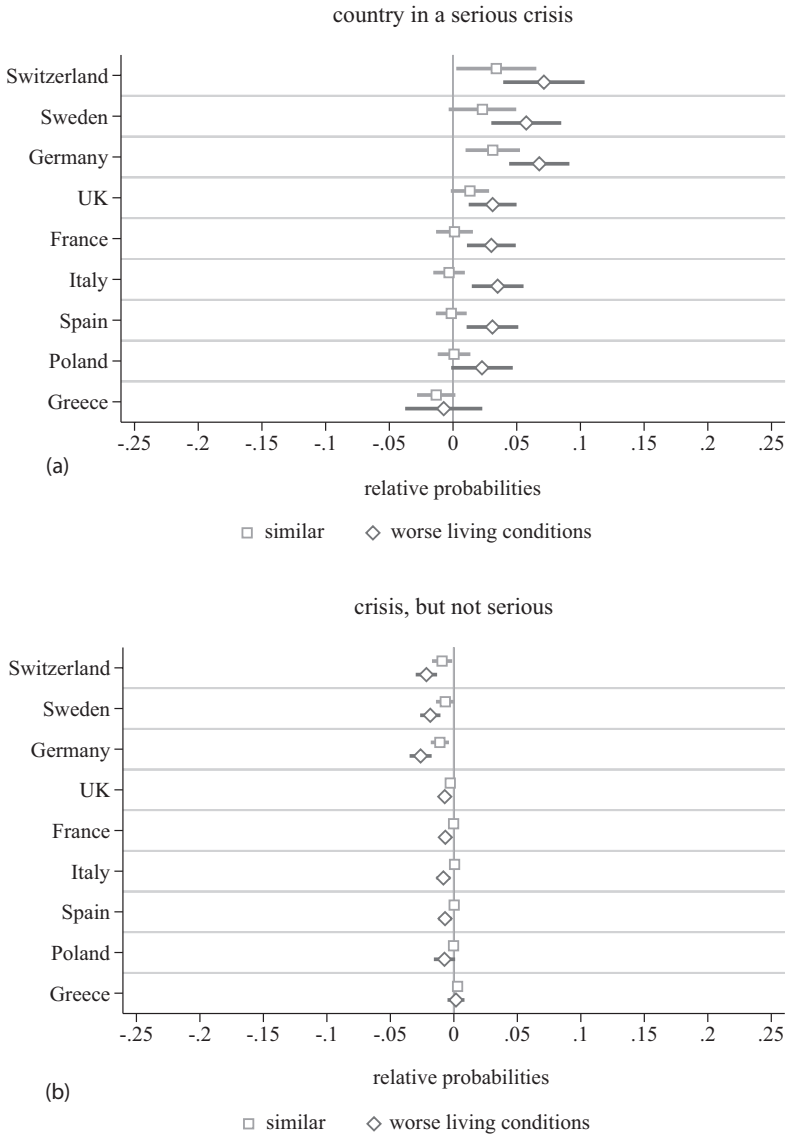 country in a serious crisis
Switzerland
Sweden
Germany
UK
France
Italy
Spain
Poland
Greece
-.25 -.2 -.15 -.1 -.05 0 .05 .1 .15 .2 .25
(a)
relative probabilities
similar worse living conditions
crisis, but not serious
Switzerland
Sweden
Germany
UK
France
Italy
Spain
Poland
Greece
-.25 -.2 -.15 -.1 -.05 0 .05 .1 .15 .2 .25
relative probabilities
(b)
similar worse living conditions